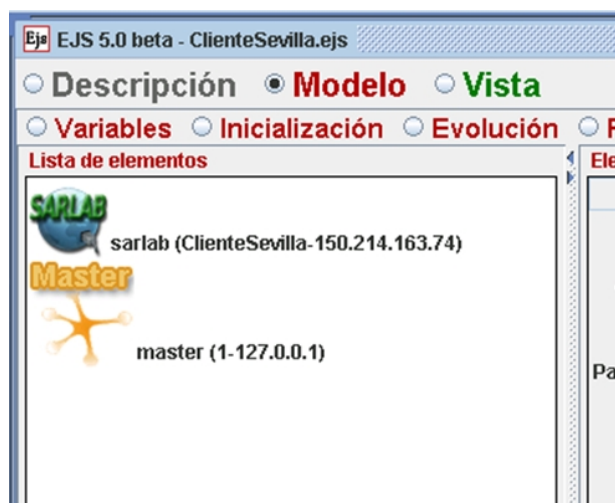 Ejs EJS 5.0 beta - ClienteSevilla.ejs
Descripción Modelo Vista
Variables Inicialización Evolución
Lista de elementos
SARLAB
sarlab (ClienteSevilla-150.214.163.74)
Master
master (1-127.0.0.1)